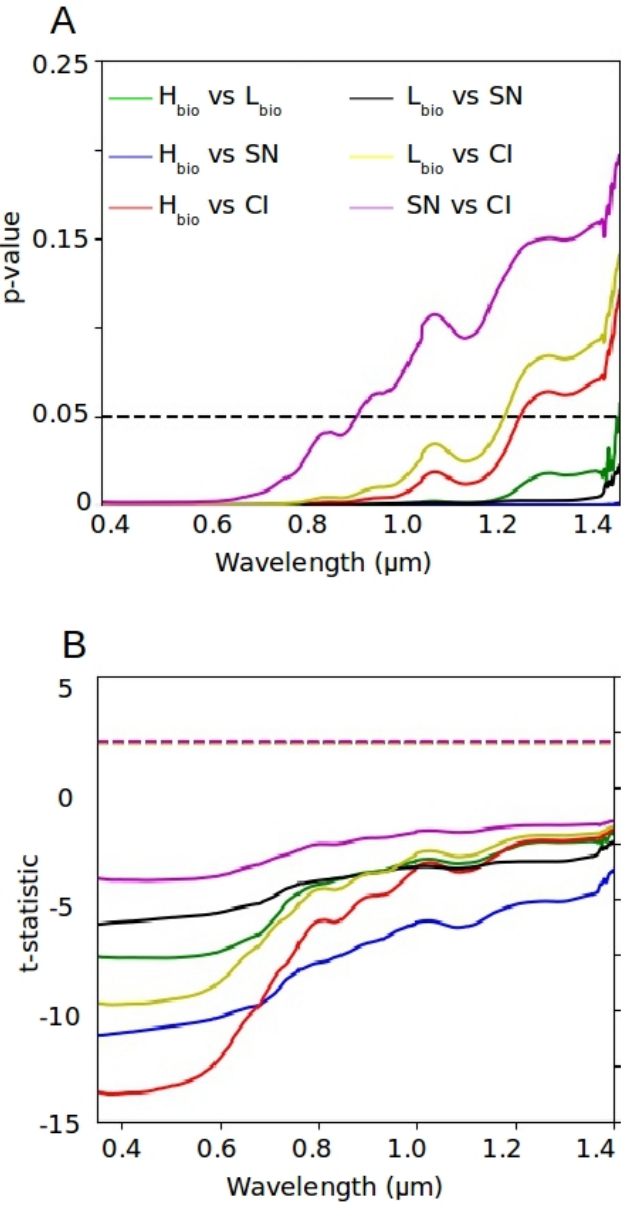 A
0.25
H_bio vs L_bio
L_bio vs SN
H_bio vs SN
L_bio vs CI
H_bio vs CI
SN vs CI
0.15
0.05
0
p-value
0.4 0.6 0.8 1.0 1.2 1.4
Wavelength (μm)
B
5
0
-5
-10
-15
t-statistic
0.4 0.6 0.8 1.0 1.2 1.4
Wavelength (μm)